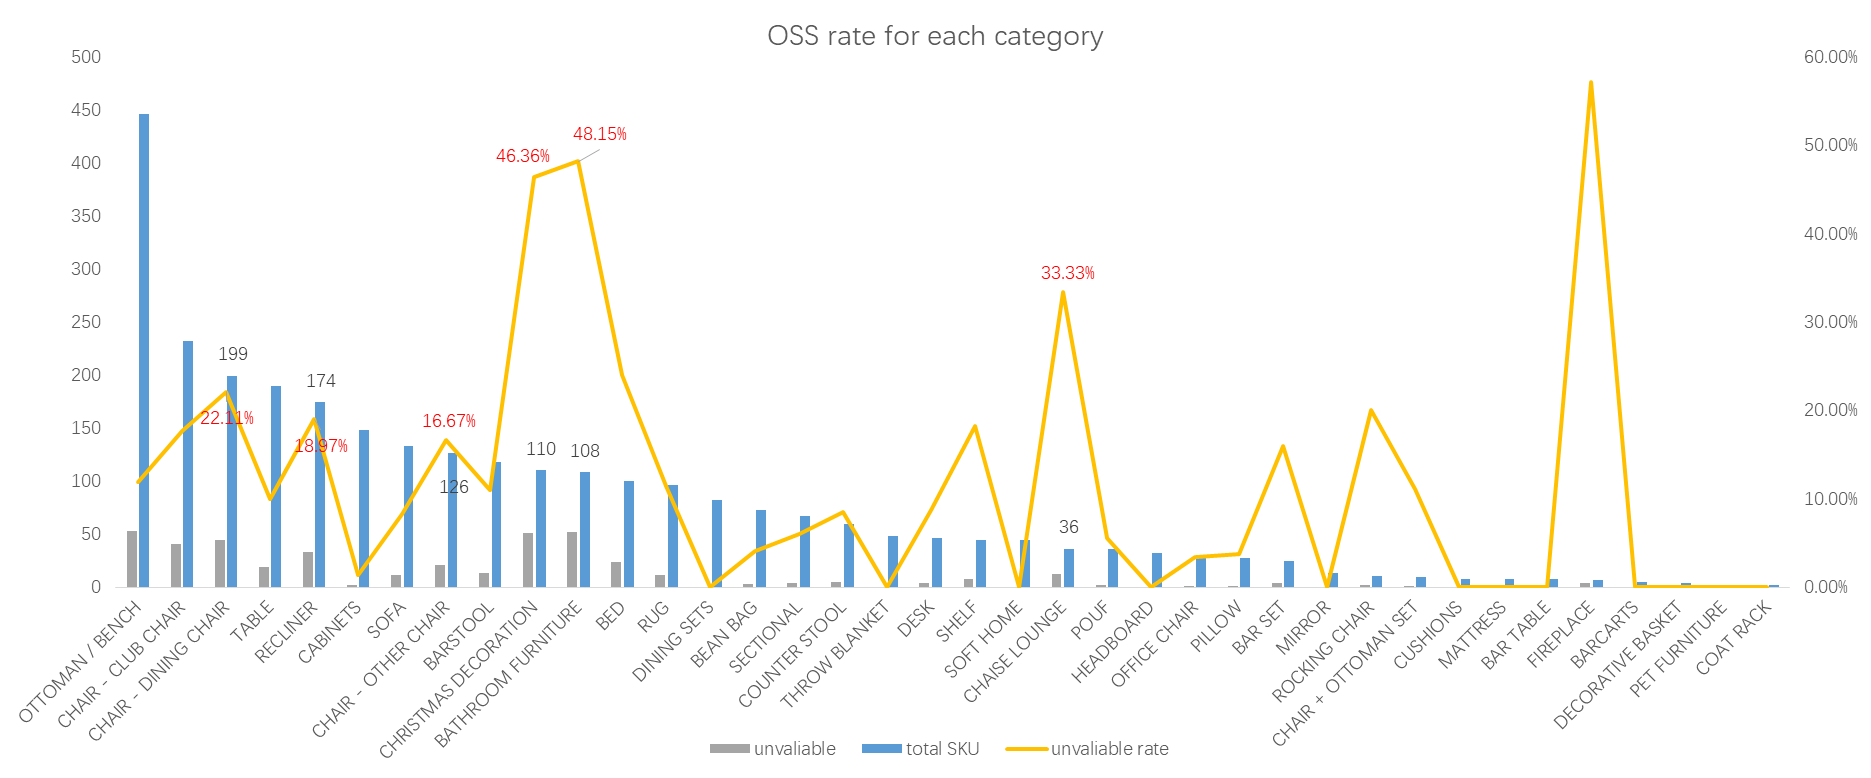 OSS rate for each category
500
450
400
350
300
250
200
150
100
50
0
60.00%
50.00%
40.00%
30.00%
20.00%
10.00%
0.00%
48.15%
46.36%
33.33%
199
174
22.11%
16.67%
18.97%
126
110
108
36
OTTOMAN / BENCH
CHAIR - CLUB CHAIR
CHAIR - DINING CHAIR
TABLE
RECLINER
CABINETS
SOFA
CHAIR - OTHER CHAIR
BARSTOOL
CHRISTMAS DECORATION
BATHROOM FURNITURE
BED
RUG
DINING SETS
BEAN BAG
SECTIONAL
COUNTER STOOL
THROW BLANKET
DESK
SHELF
SOFT HOME
CHAISE LOUNGE
POUF
HEADBOARD
OFFICE CHAIR
PILLOW
BAR SET
MIRROR
ROCKING CHAIR
CHAIR + OTTOMAN SET
CUSHIONS
MATTRESS
BAR TABLE
FIREPLACE
BARCARTS
DECORATIVE BASKET
PET FURNITURE
COAT RACK
unvaliable
total SKU
unvaliable rate